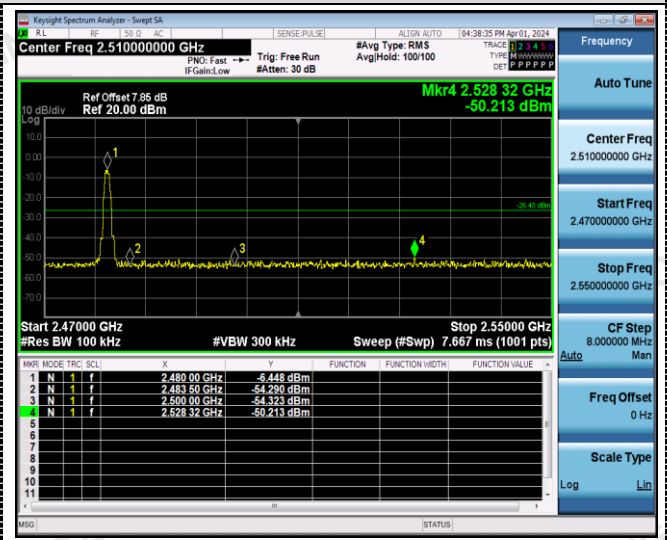 Keysight Spectrum Analyzer - Swept SA
RL RF 50 Ω AC SENSE:PULSE ALIGN AUTO 04:38:35 PM Apr 01, 2024
Center Freq 2.510000000 GHz #Avg Type: RMS TRACE 1 2 3 4 5 6
PNO: Fast Trig: Free Run Avg|Hold: 100/100 TYPE M WWWWW
IFGain:Low #Atten: 30 dB DET P P P P P P
Mkr4 2.528 32 GHz
Ref Offset 7.85 dB
10 dB/div Ref 20.00 dBm -50.213 dBm
Log
10.0
0.00
-10.0
-20.0
-26.45 dBm
-30.0
-40.0
-50.0
-60.0
-70.0
1
2
3
4
Start 2.47000 GHz Stop 2.55000 GHz
#Res BW 100 kHz #VBW 300 kHz Sweep (#Swp) 7.667 ms (1001 pts)
MKR MODE TRC SCL X Y FUNCTION FUNCTION WIDTH FUNCTION VALUE
1 N 1 f 2.480 00 GHz -6.448 dBm
2 N 1 f 2.483 50 GHz -54.290 dBm
3 N 1 f 2.500 00 GHz -54.323 dBm
4 N 1 f 2.528 32 GHz -50.213 dBm
5
6
7
8
9
10
11
MSG STATUS
Frequency
Auto Tune
Center Freq
2.510000000 GHz
Start Freq
2.470000000 GHz
Stop Freq
2.550000000 GHz
CF Step
8.000000 MHz
Auto Man
Freq Offset
0 Hz
Scale Type
Log Lin